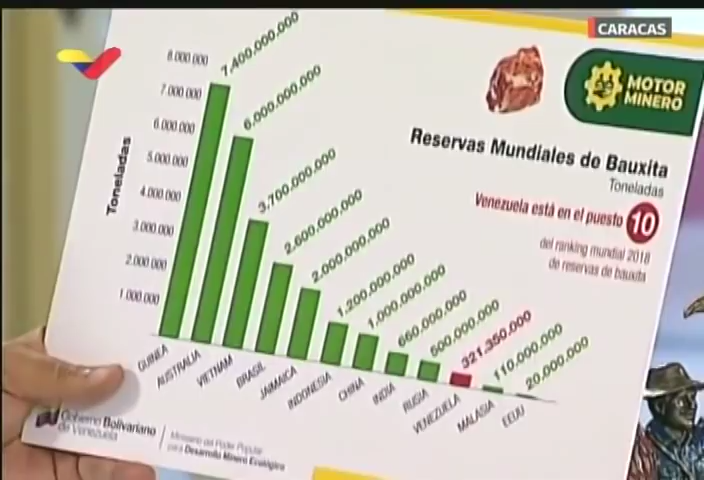 CARACAS
MOTOR
MINERO
Reservas Mundiales de Bauxita
Toneladas
Venezuela está en el puesto 10
del ranking mundial 2018
de reservas de bauxita
Toneladas
8.000.000
7.000.000
6.000.000
5.000.000
4.000.000
3.000.000
2.000.000
1.000.000
7.400.000.000
6.000.000.000
3.700.000.000
2.600.000.000
2.000.000.000
1.200.000.000
1.000.000.000
660.000.000
500.000.000
321.350.000
110.000.000
20.000.000
GUINEA
AUSTRALIA
VIETNAM
BRASIL
JAMAICA
INDONESIA
CHINA
INDIA
RUSIA
VENEZUELA
MALASIA
EEUU
Gobierno Bolivariano
de Venezuela
Ministerio del Poder Popular
para Desarrollo Minero Ecológico